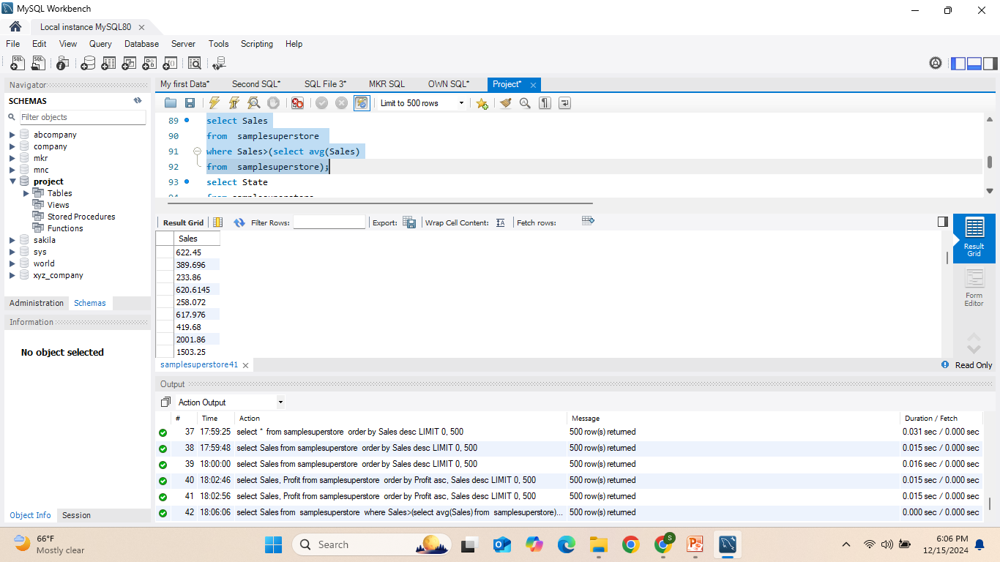 MySQL Workbench
Local instance MySQL80
File Edit View Query Database Server Tools Scripting Help
Navigator
SCHEMAS
Filter objects
abcompany
company
mkr
mnc
project
Tables
Views
Stored Procedures
Functions
sakila
sys
world
xyz_company
Administration Schemas
Information
No object selected
Object Info Session
My first Data* Second SQL* SQL File 3* MKR SQL OWN SQL* Project*
Limit to 500 rows
89 select Sales
90 from samplesuperstore
91 where Sales>(select avg(Sales)
92 from samplesuperstore);
93 select State
94 from samplesuperstore
Result Grid Filter Rows: Export: Wrap Cell Content: Fetch rows:
Sales
622.45
389.696
233.86
620.6145
258.072
617.976
419.68
2001.86
1503.25
Result Grid
Form Editor
samplesuperstore41
Read Only
Output
Action Output
# Time Action Message Duration / Fetch
37 17:59:25 select * from samplesuperstore order by Sales desc LIMIT 0, 500 500 row(s) returned 0.031 sec / 0.000 sec
38 17:59:48 select Sales from samplesuperstore order by Sales desc LIMIT 0, 500 500 row(s) returned 0.015 sec / 0.000 sec
39 18:00:00 select Sales from samplesuperstore order by Sales desc LIMIT 0, 500 500 row(s) returned 0.016 sec / 0.000 sec
40 18:02:46 select Sales, Profit from samplesuperstore order by Profit asc, Sales desc LIMIT 0, 500 500 row(s) returned 0.015 sec / 0.000 sec
41 18:02:56 select Sales, Profit from samplesuperstore order by Profit asc, Sales desc LIMIT 0, 500 500 row(s) returned 0.015 sec / 0.000 sec
42 18:06:06 select Sales from samplesuperstore where Sales>(select avg(Sales) from samplesuperstore)... 500 row(s) returned 0.000 sec / 0.000 sec
66°F
Mostly clear
Search
6:06 PM
12/15/2024